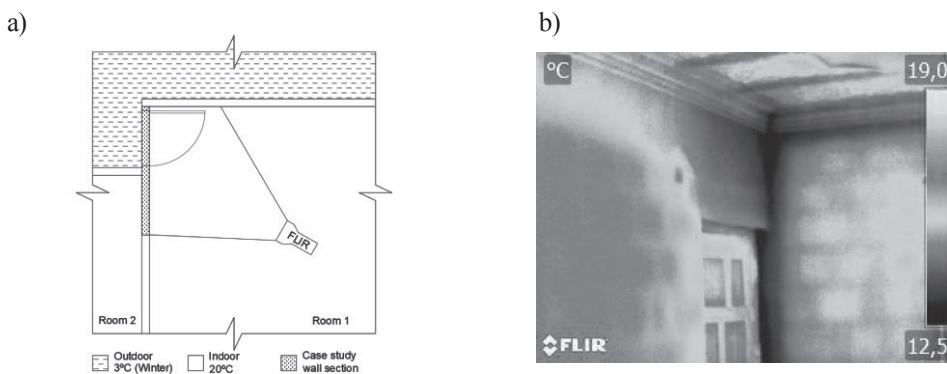 a)
b)
FLIR
Room 2
Room 1
Outdoor
3ºC (Winter)
Indoor
20ºC
Case study
wall section
°C
19,0
FLIR
12,5